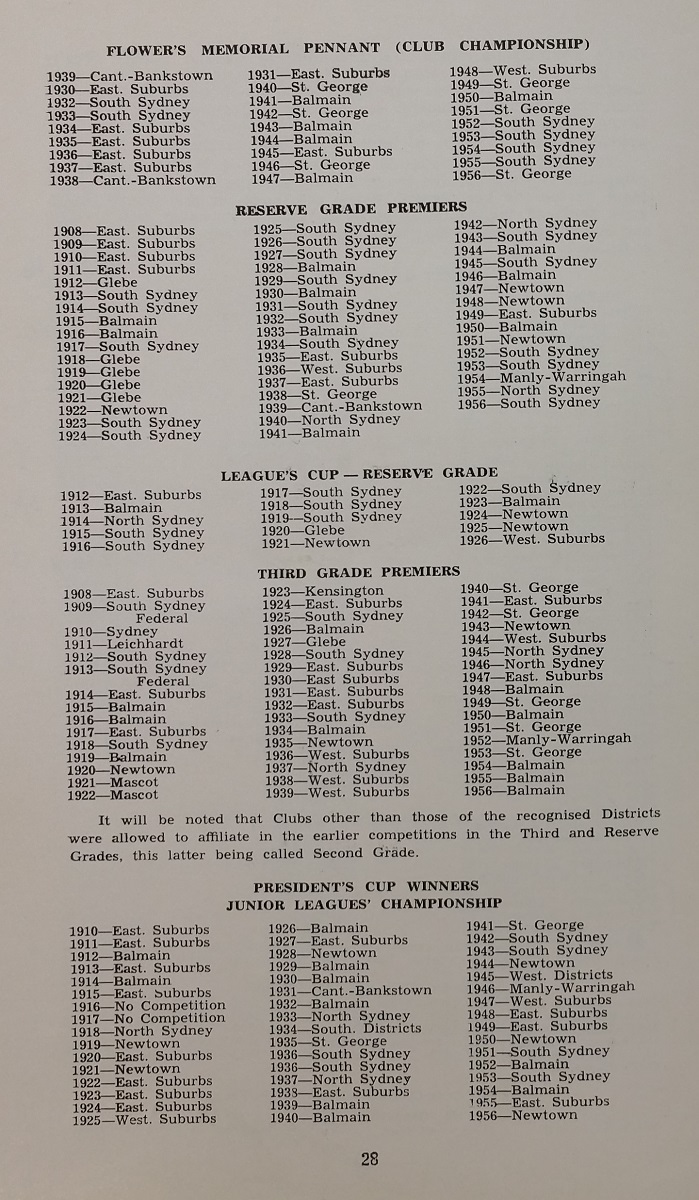 FLOWER'S MEMORIAL PENNANT (CLUB CHAMPIONSHIP)
1939—Cant.-Bankstown
1930—East. Suburbs
1932—South Sydney
1933—South Sydney
1934—East. Suburbs
1935—East. Suburbs
1936—East. Suburbs
1937—East. Suburbs
1938—Cant.-Bankstown
1931—East. Suburbs
1940—St. George
1941—Balmain
1942—St. George
1943—Balmain
1944—Balmain
1945—East. Suburbs
1946—St. George
1947—Balmain
1948—West. Suburbs
1949—St. George
1950—Balmain
1951—St. George
1952—South Sydney
1953—South Sydney
1954—South Sydney
1955—South Sydney
1956—St. George
RESERVE GRADE PREMIERS
1908—East. Suburbs
1909—East. Suburbs
1910—East. Suburbs
1911—East. Suburbs
1912—Glebe
1913—South Sydney
1914—South Sydney
1915—Balmain
1916—Balmain
1917—South Sydney
1918—Glebe
1919—Glebe
1920—Glebe
1921—Glebe
1922—Newtown
1923—South Sydney
1924—South Sydney
1925—South Sydney
1926—South Sydney
1927—South Sydney
1928—Balmain
1929—South Sydney
1930—Balmain
1931—South Sydney
1932—South Sydney
1933—Balmain
1934—South Sydney
1935—East. Suburbs
1936—West. Suburbs
1937—East. Suburbs
1938—St. George
1939—Cant.-Bankstown
1940—North Sydney
1941—Balmain
1942—North Sydney
1943—South Sydney
1944—Balmain
1945—South Sydney
1946—Balmain
1947—Newtown
1948—Newtown
1949—East. Suburbs
1950—Balmain
1951—Newtown
1952—South Sydney
1953—South Sydney
1954—Manly-Warringah
1955—North Sydney
1956—South Sydney
LEAGUE'S CUP — RESERVE GRADE
1912—East. Suburbs
1913—Balmain
1914—North Sydney
1915—South Sydney
1916—South Sydney
1917—South Sydney
1918—South Sydney
1919—South Sydney
1920—Glebe
1921—Newtown
1922—South Sydney
1923—Balmain
1924—Newtown
1925—Newtown
1926—West. Suburbs
THIRD GRADE PREMIERS
1908—East. Suburbs
1909—South Sydney
Federal
1910—Sydney
1911—Leichhardt
1912—South Sydney
1913—South Sydney
Federal
1914—East. Suburbs
1915—Balmain
1916—Balmain
1917—East. Suburbs
1918—South Sydney
1919—Balmain
1920—Newtown
1921—Mascot
1922—Mascot
1923—Kensington
1924—East. Suburbs
1925—South Sydney
1926—Balmain
1927—Glebe
1928—South Sydney
1929—East. Suburbs
1930—East Suburbs
1931—East. Suburbs
1932—East. Suburbs
1933—South Sydney
1934—Balmain
1935—Newtown
1936—West. Suburbs
1937—North Sydney
1938—West. Suburbs
1939—West. Suburbs
1940—St. George
1941—East. Suburbs
1942—St. George
1943—Newtown
1944—West. Suburbs
1945—North Sydney
1946—North Sydney
1947—East. Suburbs
1948—Balmain
1949—St. George
1950—Balmain
1951—St. George
1952—Manly-Warringah
1953—St. George
1954—Balmain
1955—Balmain
1956—Balmain
It will be noted that Clubs other than those of the recognised Districts
were allowed to affiliate in the earlier competitions in the Third and Reserve
Grades, this latter being called Second Grade.
PRESIDENT'S CUP WINNERS
JUNIOR LEAGUES' CHAMPIONSHIP
1910—East. Suburbs
1911—East. Suburbs
1912—Balmain
1913—East. Suburbs
1914—Balmain
1915—East. Suburbs
1916—No Competition
1917—No Competition
1918—North Sydney
1919—Newtown
1920—East. Suburbs
1921—Newtown
1922—East. Suburbs
1923—East. Suburbs
1924—East. Suburbs
1925—West. Suburbs
1926—Balmain
1927—East. Suburbs
1928—Newtown
1929—Balmain
1930—Balmain
1931—Cant.-Bankstown
1932—Balmain
1933—North Sydney
1934—South. Districts
1935—St. George
1936—South Sydney
1936—South Sydney
1937—North Sydney
1938—East. Suburbs
1939—Balmain
1940—Balmain
1941—St. George
1942—South Sydney
1943—South Sydney
1944—Newtown
1945—West. Districts
1946—Manly-Warringah
1947—West. Suburbs
1948—East. Suburbs
1949—East. Suburbs
1950—Newtown
1951—South Sydney
1952—Balmain
1953—South Sydney
1954—Balmain
1955—East. Suburbs
1956—Newtown
28